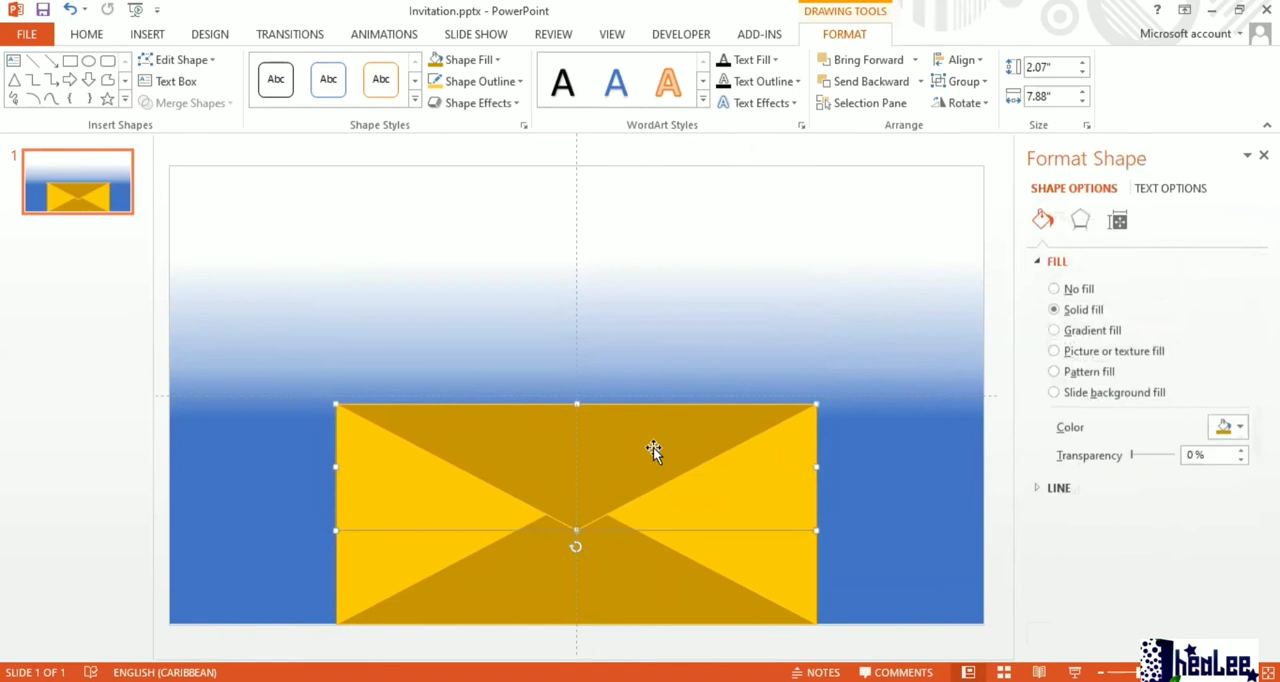 Invitation.pptx - PowerPoint
DRAWING TOOLS
?
FILE
HOME
INSERT
DESIGN
TRANSITIONS
ANIMATIONS
SLIDE SHOW
REVIEW
VIEW
DEVELOPER
ADD-INS
FORMAT
Microsoft account
Edit Shape
Text Box
Merge Shapes
Insert Shapes
Abc
Abc
Abc
Shape Fill
Shape Outline
Shape Effects
Shape Styles
A
A
A
Text Fill
Text Outline
Text Effects
WordArt Styles
Bring Forward
Send Backward
Selection Pane
Align
Group
Rotate
Arrange
2.07"
7.88"
Size
1
Format Shape
SHAPE OPTIONS
TEXT OPTIONS
FILL
No fill
Solid fill
Gradient fill
Picture or texture fill
Pattern fill
Slide background fill
Color
Transparency
0 %
LINE
SLIDE 1 OF 1
ENGLISH (CARIBBEAN)
NOTES
COMMENTS